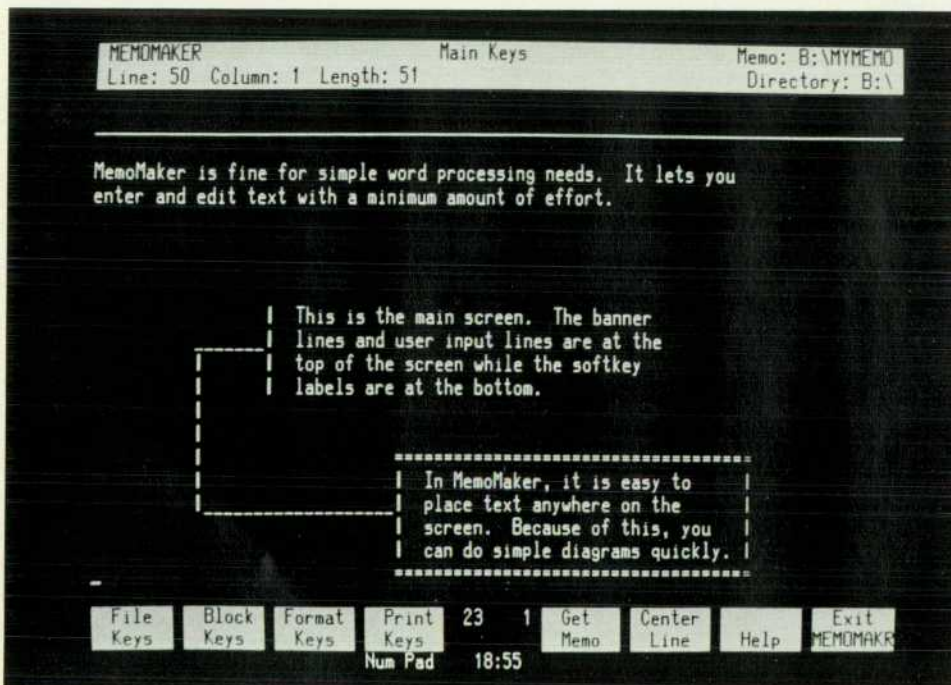 MEMOMAKER Main Keys Memo: B:\MYMEMO
Line: 50 Column: 1 Length: 51 Directory: B:\
MemoMaker is fine for simple word processing needs. It lets you
enter and edit text with a minimum amount of effort.
This is the main screen. The banner
lines and user input lines are at the
top of the screen while the softkey
labels are at the bottom.
In MemoMaker, it is easy to
place text anywhere on the
screen. Because of this, you
can do simple diagrams quickly.
File Block Format Print 23 1 Get Center Exit
Keys Keys Keys Keys Memo Line Help MEMOMAKR
Num Pad 18:55